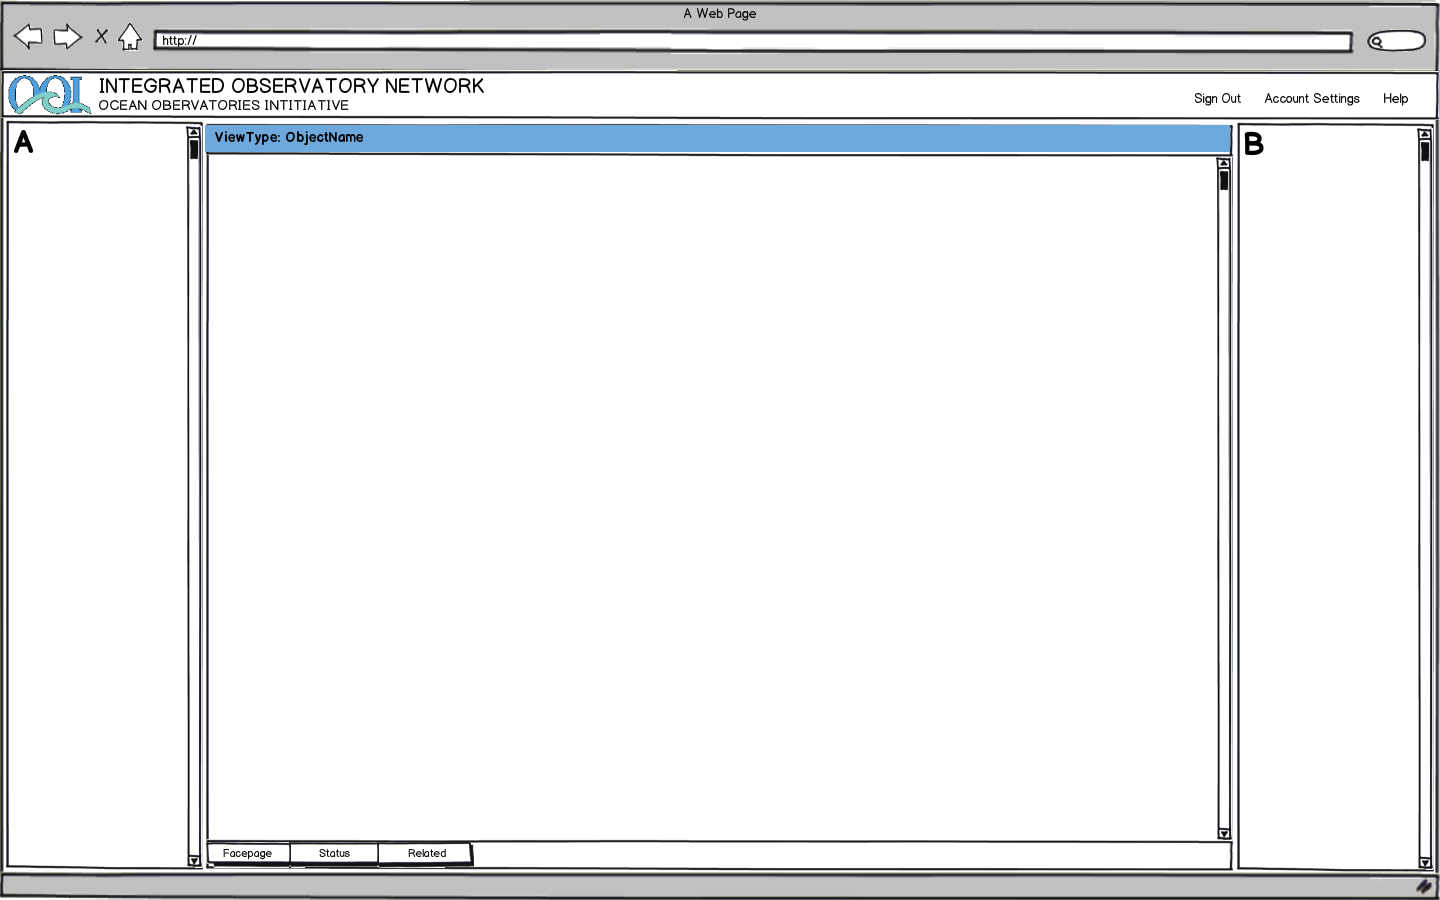 A Web Page
http://
OOI
INTEGRATED OBSERVATORY NETWORK
OCEAN OBERVATORIES INTITIATIVE
Sign Out Account Settings Help
A
ViewType: ObjectName
B
Facepage Status Related